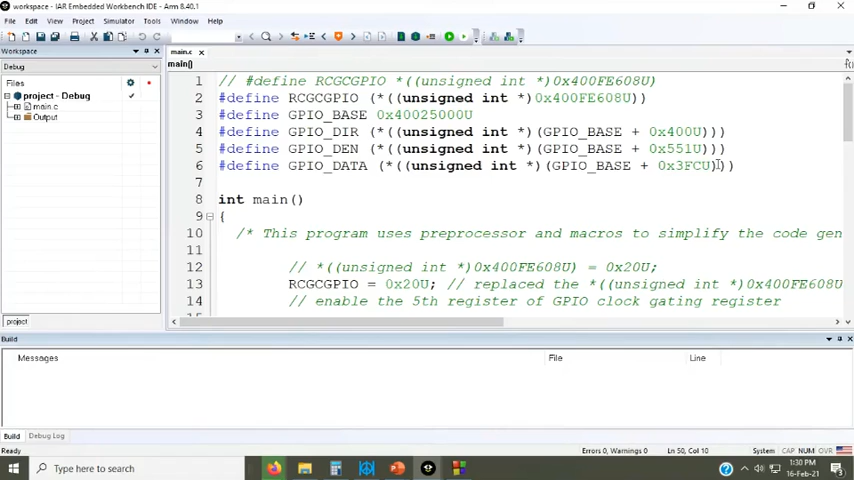 workspace - IAR Embedded Workbench IDE - Arm 8.40.1
File Edit View Project Simulator Tools Window Help
Workspace
main.c
Debug
main()
f()
Files
project - Debug
main.c
Output
project
1 // #define RCGCGPIO *((unsigned int *)0x400FE608U)
2 #define RCGCGPIO (*((unsigned int *)0x400FE608U))
3 #define GPIO_BASE 0x40025000U
4 #define GPIO_DIR (*((unsigned int *)(GPIO_BASE + 0x400U)))
5 #define GPIO_DEN (*((unsigned int *)(GPIO_BASE + 0x551U)))
6 #define GPIO_DATA (*((unsigned int *)(GPIO_BASE + 0x3FCU)))
7
8 int main()
9 {
10 /* This program uses preprocessor and macros to simplify the code gen
11
12 // *((unsigned int *)0x400FE608U) = 0x20U;
13 RCGCGPIO = 0x20U; // replaced the *((unsigned int *)0x400FE608U
14 // enable the 5th register of GPIO clock gating register
Build
Messages File Line
Build Debug Log
Ready Errors 0, Warnings 0 Ln 50, Col 10 System CAP NUM OVR
Type here to search
1:30 PM
16-Feb-21
3